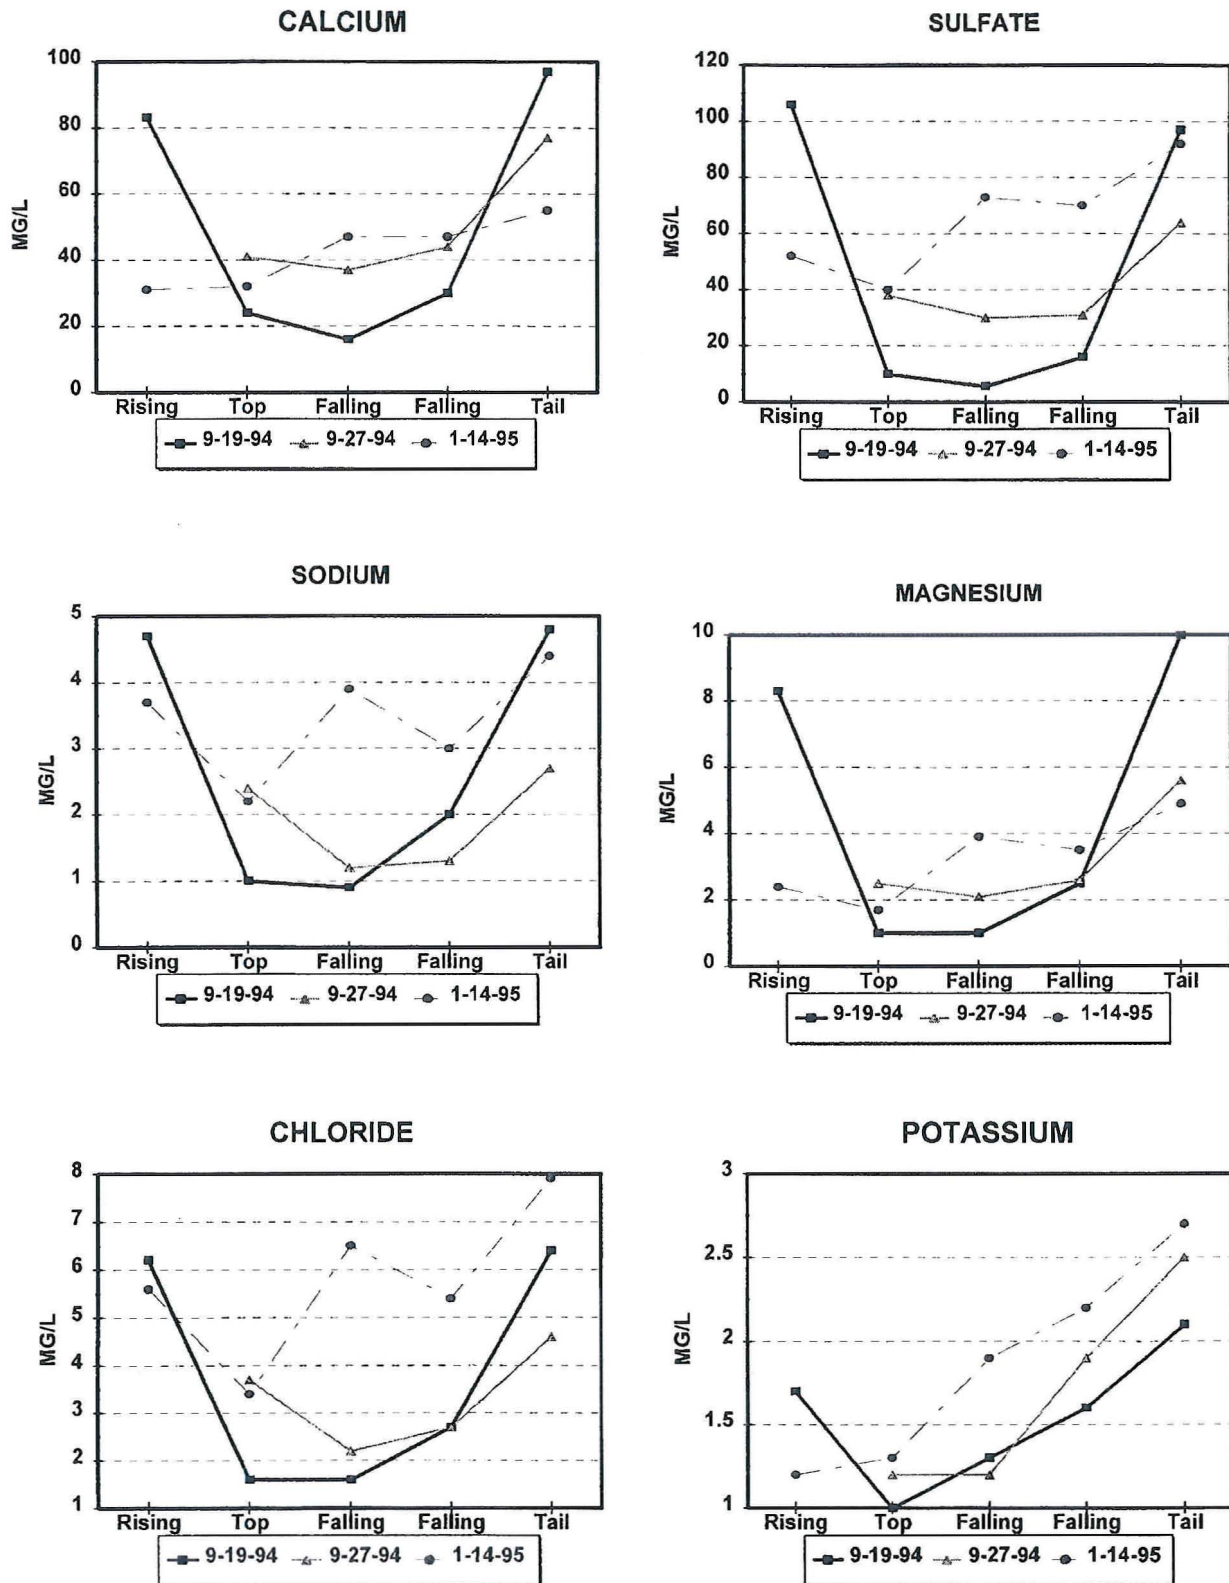 CALCIUM
100
80
60
40
20
0
MG/L
Rising Top Falling Falling Tail
9-19-94 9-27-94 1-14-95
SULFATE
120
100
80
60
40
20
0
MG/L
Rising Top Falling Falling Tail
9-19-94 9-27-94 1-14-95
SODIUM
5
4
3
2
1
0
MG/L
Rising Top Falling Falling Tail
9-19-94 9-27-94 1-14-95
MAGNESIUM
10
8
6
4
2
0
MG/L
Rising Top Falling Falling Tail
9-19-94 9-27-94 1-14-95
CHLORIDE
8
7
6
5
4
3
2
1
MG/L
Rising Top Falling Falling Tail
9-19-94 9-27-94 1-14-95
POTASSIUM
3
2.5
2
1.5
1
MG/L
Rising Top Falling Falling Tail
9-19-94 9-27-94 1-14-95